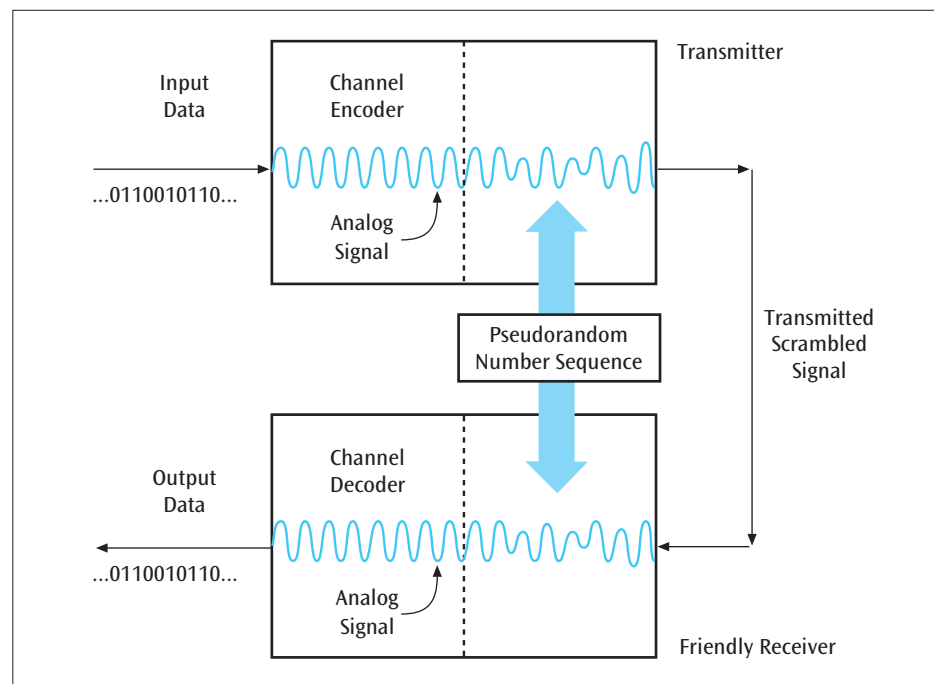 Transmitter
Input
Data
Channel
Encoder
...0110010110...
Analog
Signal
Pseudorandom
Number Sequence
Transmitted
Scrambled
Signal
Channel
Decoder
Output
Data
...0110010110...
Analog
Signal
Friendly Receiver